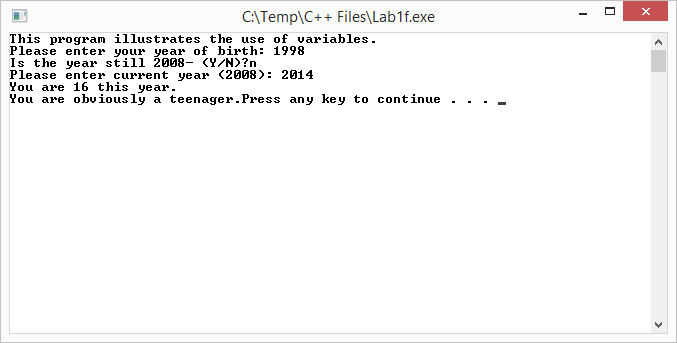 C:\Temp\C++ Files\Lab1f.exe
This program illustrates the use of variables.
Please enter your year of birth: 1998
Is the year still 2008- (Y/N)?n
Please enter current year (2008): 2014
You are 16 this year.
You are obviously a teenager.Press any key to continue . . .